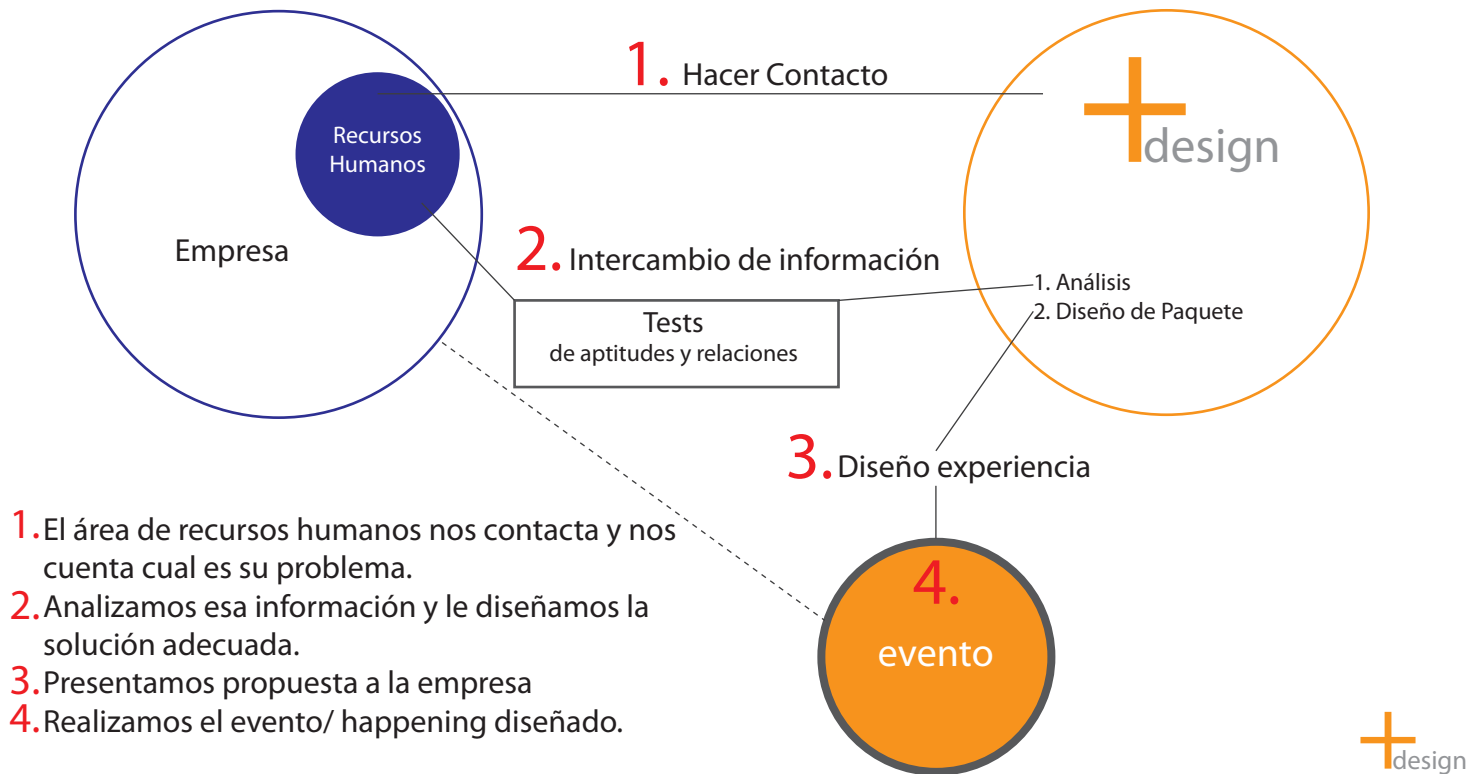 1. Hacer Contacto
design
Recursos
Humanos
Empresa
2. Intercambio de información
1. Análisis
2. Diseño de Paquete
Tests
de aptitudes y relaciones
3. Diseño experiencia
4.
evento
1. El área de recursos humanos nos contacta y nos
cuenta cual es su problema.
2. Analizamos esa información y le diseñamos la
solución adecuada.
3. Presentamos propuesta a la empresa
4. Realizamos el evento/ happening diseñado.
design